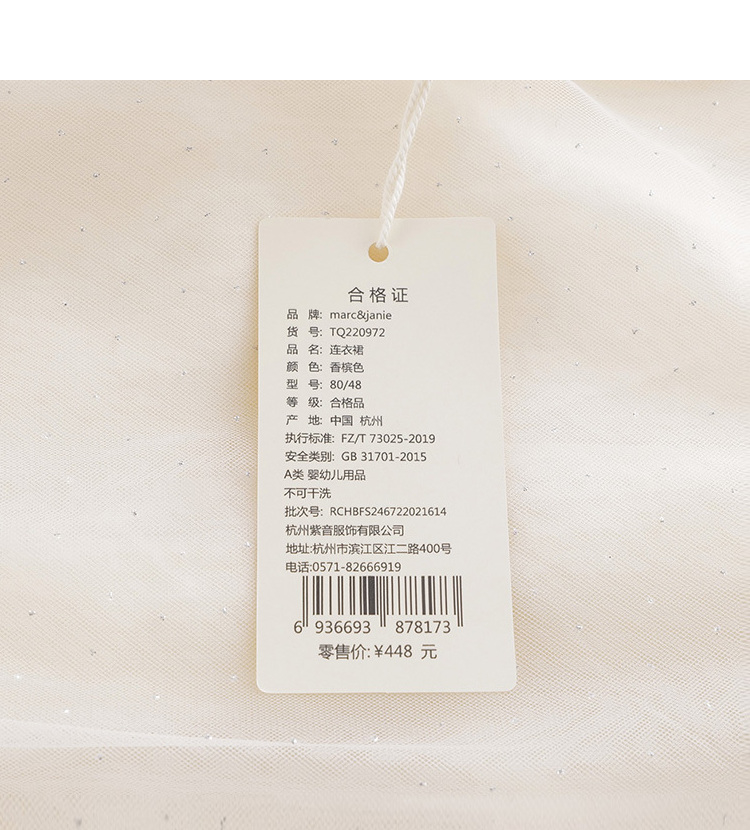 合格证
品 牌: marc&janie
货 号: TQ220972
品 名: 连衣裙
颜 色: 香槟色
型 号: 80/48
等 级: 合格品
产 地: 中国 杭州
执行标准: FZ/T 73025-2019
安全类别: GB 31701-2015
A类 婴幼儿用品
不可干洗
批次号: RCHBFS246722021614
杭州紫音服饰有限公司
地址:杭州市滨江区江二路400号
电话:0571-82666919
6 936693 878173
零售价:¥448 元